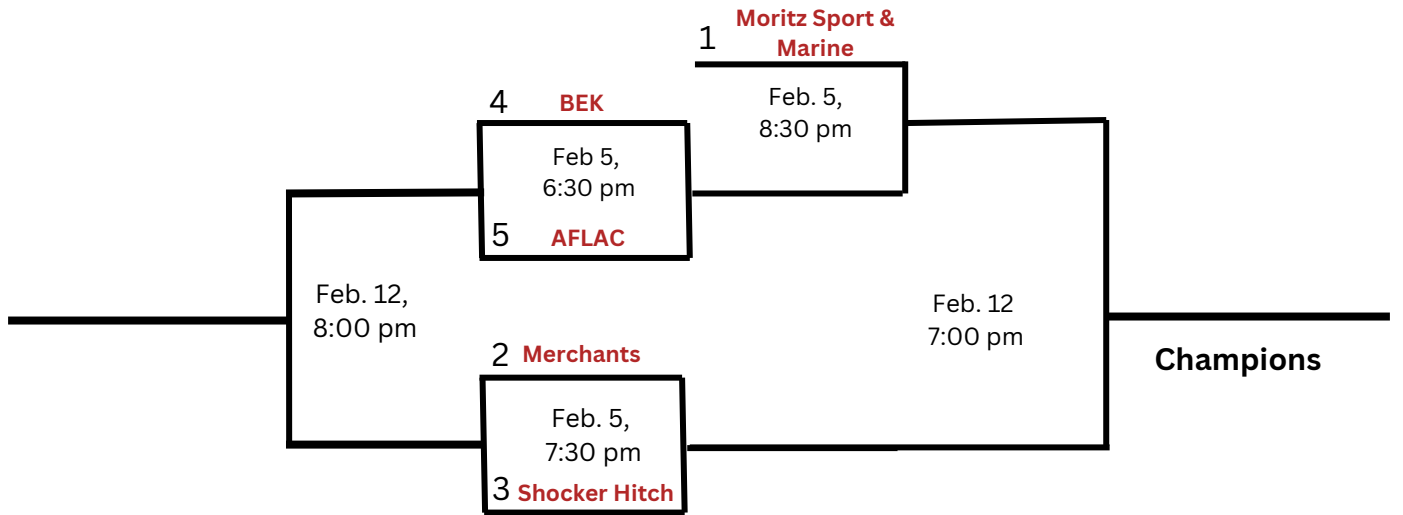 Moritz Sport &
1
Marine
4 BEK
Feb. 5,
8:30 pm
Feb 5,
6:30 pm
5 AFLAC
Feb. 12,
8:00 pm
Feb. 12
7:00 pm
2 Merchants
Champions
Feb. 5,
7:30 pm
3 Shocker Hitch